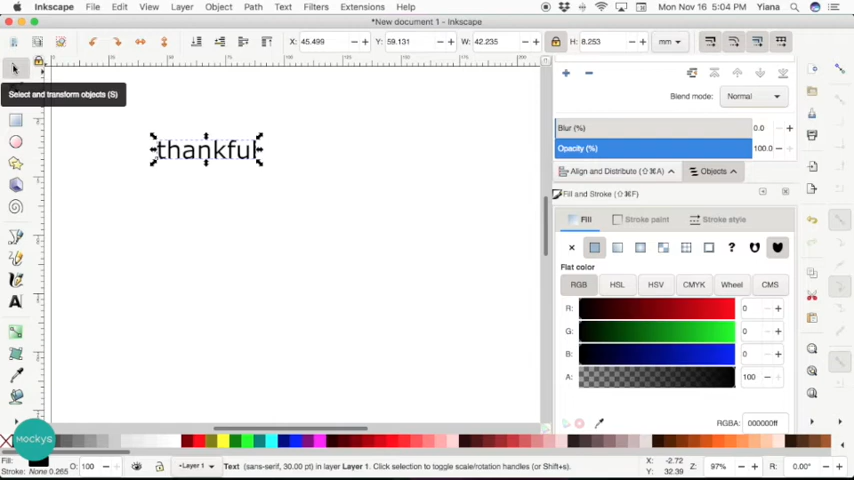 Inkscape File Edit View Layer Object Path Text Filters Extensions Help Mon Nov 16 5:04 PM Yiana
*New document 1 - Inkscape
X: 45.499 Y: 59.131 W: 42.235 H: 8.253 mm
Select and transform objects (S)
Blend mode: Normal
Blur (%) 0.0
Opacity (%) 100.0
thankful
Align and Distribute (⇧⌘A) Objects
Fill and Stroke (⇧⌘F)
Fill Stroke paint Stroke style
Flat color
RGB HSL HSV CMYK Wheel CMS
R: 0
G: 0
B: 0
A: 100
RGBA: 000000ff
MOCKYS
Fill:
Stroke: None 0.265
O: 100
Layer 1
Text (sans-serif, 30.00 pt) in layer Layer 1. Click selection to toggle scale/rotation handles (or Shift+s).
X: -2.72
Y: 32.39
Z: 97%
R: 0.00°